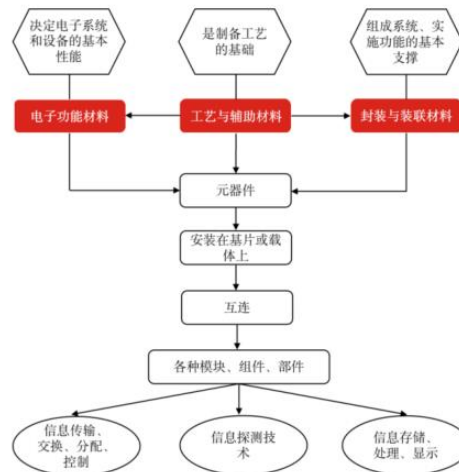 决定电子系统
和设备的基本
性能
是制备工艺
的基础
组成系统、实
施功能的基本
支撑
电子功能材料
工艺与辅助材料
封装与装联材料
元器件
安装在基片或载
体上
互连
各种模块、组件、部件
信息传输、
交换、分配、
控制
信息探测技
术
信息存储、
处理、显示